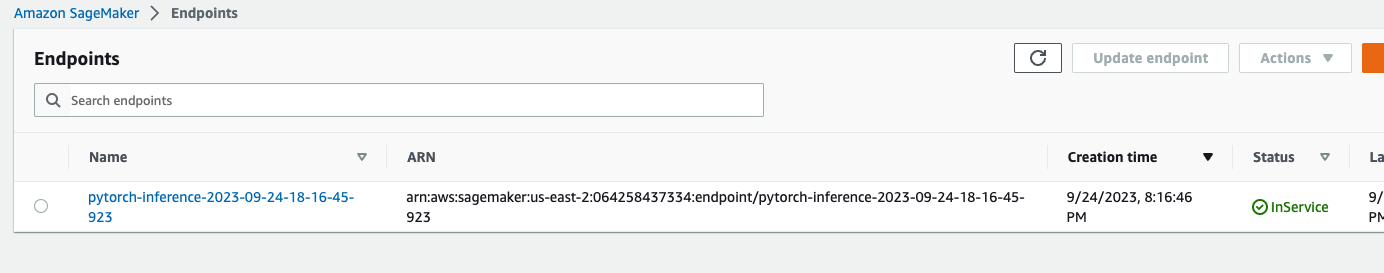 Amazon SageMaker > Endpoints
Endpoints
Update endpoint
Actions
Search endpoints
Name
ARN
Creation time
Status
La
pytorch-inference-2023-09-24-18-16-45-
923
arn:aws:sagemaker:us-east-2:064258437334:endpoint/pytorch-inference-2023-09-24-18-16-45-
923
9/24/2023, 8:16:46
PM
InService
9/
PM